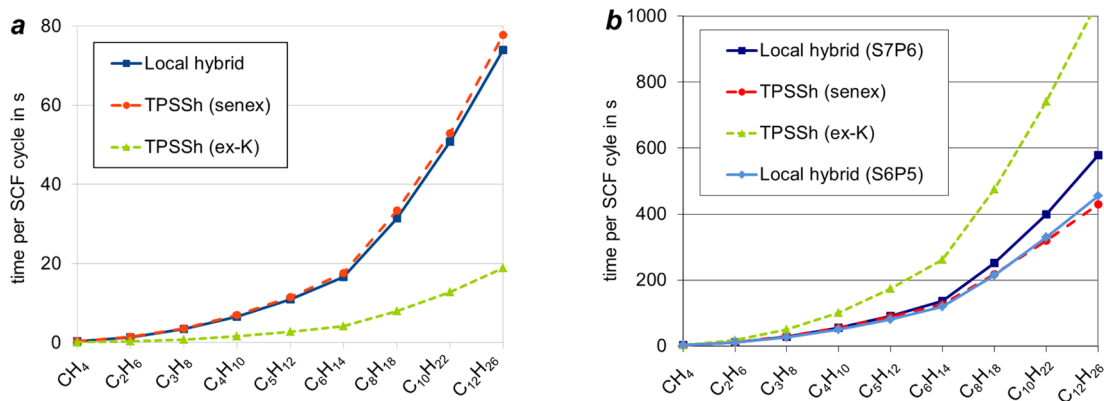 a
time per SCF cycle in s
80
60
40
20
0
Local hybrid
TPSSh (senex)
TPSSh (ex-K)
CH₄
C₂H₆
C₃H₈
C₄H₁₀
C₅H₁₂
C₆H₁₄
C₈H₁₈
C₁₀H₂₂
C₁₂H₂₆
b
time per SCF cyle in s
1000
800
600
400
200
0
Local hybrid (S7P6)
TPSSh (senex)
TPSSh (ex-K)
Local hybrid (S6P5)
CH₄
C₂H₆
C₃H₈
C₄H₁₀
C₅H₁₂
C₆H₁₄
C₈H₁₈
C₁₀H₂₂
C₁₂H₂₆